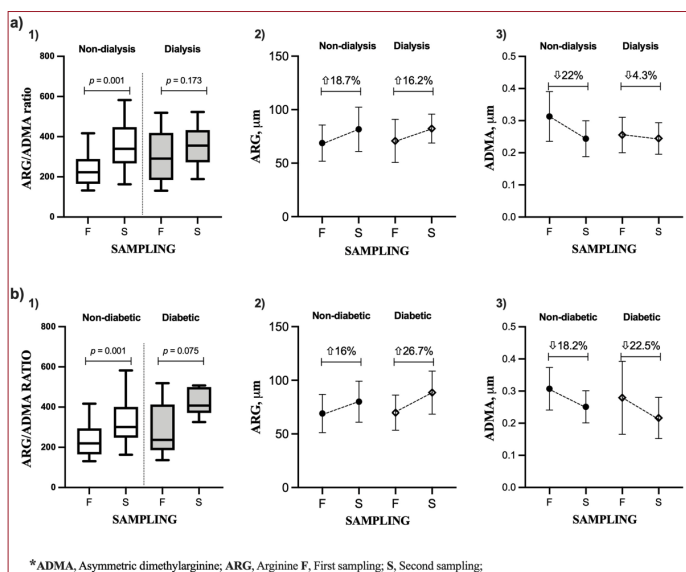 a)
1)
Non-dialysis Dialysis
p = 0.001 p = 0.173
ARG/ADMA ratio
800
600
400
200
0
F S F S
SAMPLING
2)
Non-dialysis Dialysis
⇧18.7% ⇧16.2%
ARG, μm
150
100
50
0
F S F S
SAMPLING
3)
Non-dialysis Dialysis
⇩22% ⇩4.3%
ADMA, μm
0.5
0.4
0.3
0.2
0.1
0.0
F S F S
SAMPLING
b)
1)
Non-diabetic Diabetic
p = 0.001 p = 0.075
ARG/ADMA RATIO
800
600
400
200
0
F S F S
SAMPLING
2)
Non-diabetic Diabetic
⇧16% ⇧26.7%
ARG, μm
150
100
50
0
F S F S
SAMPLING
3)
Non-diabetic Diabetic
⇩18.2% ⇩22.5%
ADMA, μm
0.5
0.4
0.3
0.2
0.1
0.0
F S F S
SAMPLING
*ADMA, Asymmetric dimethylarginine; ARG, Arginine F, First sampling; S, Second sampling;